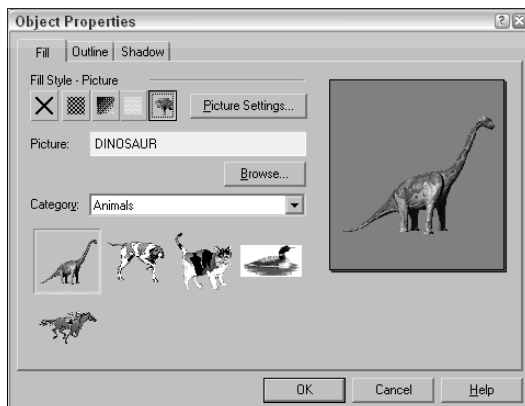 Object Properties
Fill Outline Shadow
Fill Style - Picture
Picture Settings...
Picture: DINOSAUR
Browse...
Category: Animals
OK Cancel Help